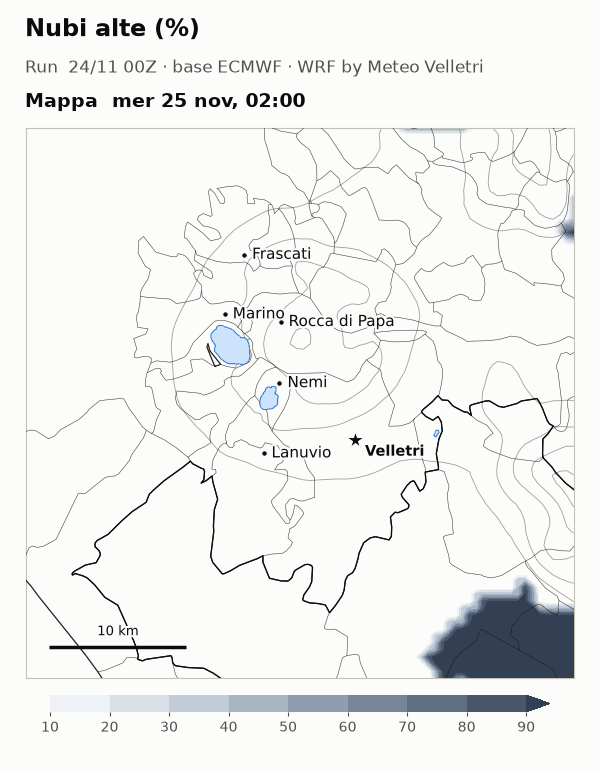 Nubi alte (%)
Run  24/11 00Z · base ECMWF · WRF by Meteo Velletri
Mappa  mer 25 nov, 02:00
Frascati
Marino
Rocca di Papa
Nemi
Velletri
Lanuvio
10 km
10 20 30 40 50 60 70 80 90